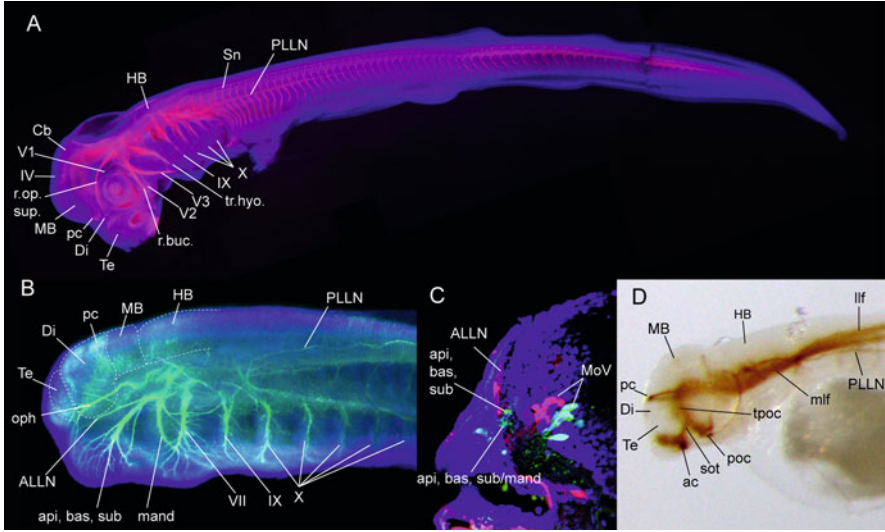 A
Sn
PLLN
HB
Cb
V1
IV
r.op.
sup.
MB
pc
Di
Te
r.buc.
V2
V3
tr.hyo.
IX
X
B
HB
MB
pc
Di
Te
PLLN
oph
ALLN
api, bas, sub
mand
VII
IX
X
C
ALLN
api,
bas,
sub
MoV
api, bas, sub/mand
D
MB
HB
llf
pc
Di
Te
PLLN
mlf
tpoc
poc
sot
ac